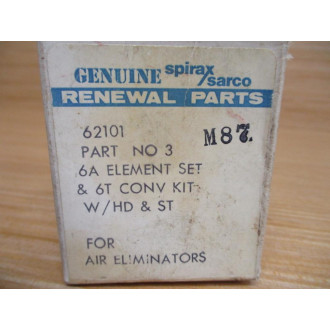 GENUINE spirax/sarco
RENEWAL PARTS
62101
M87.
PART NO 3
6A ELEMENT SET
& 6T CONV KIT
W/HD & ST
FOR
AIR ELIMINATORS